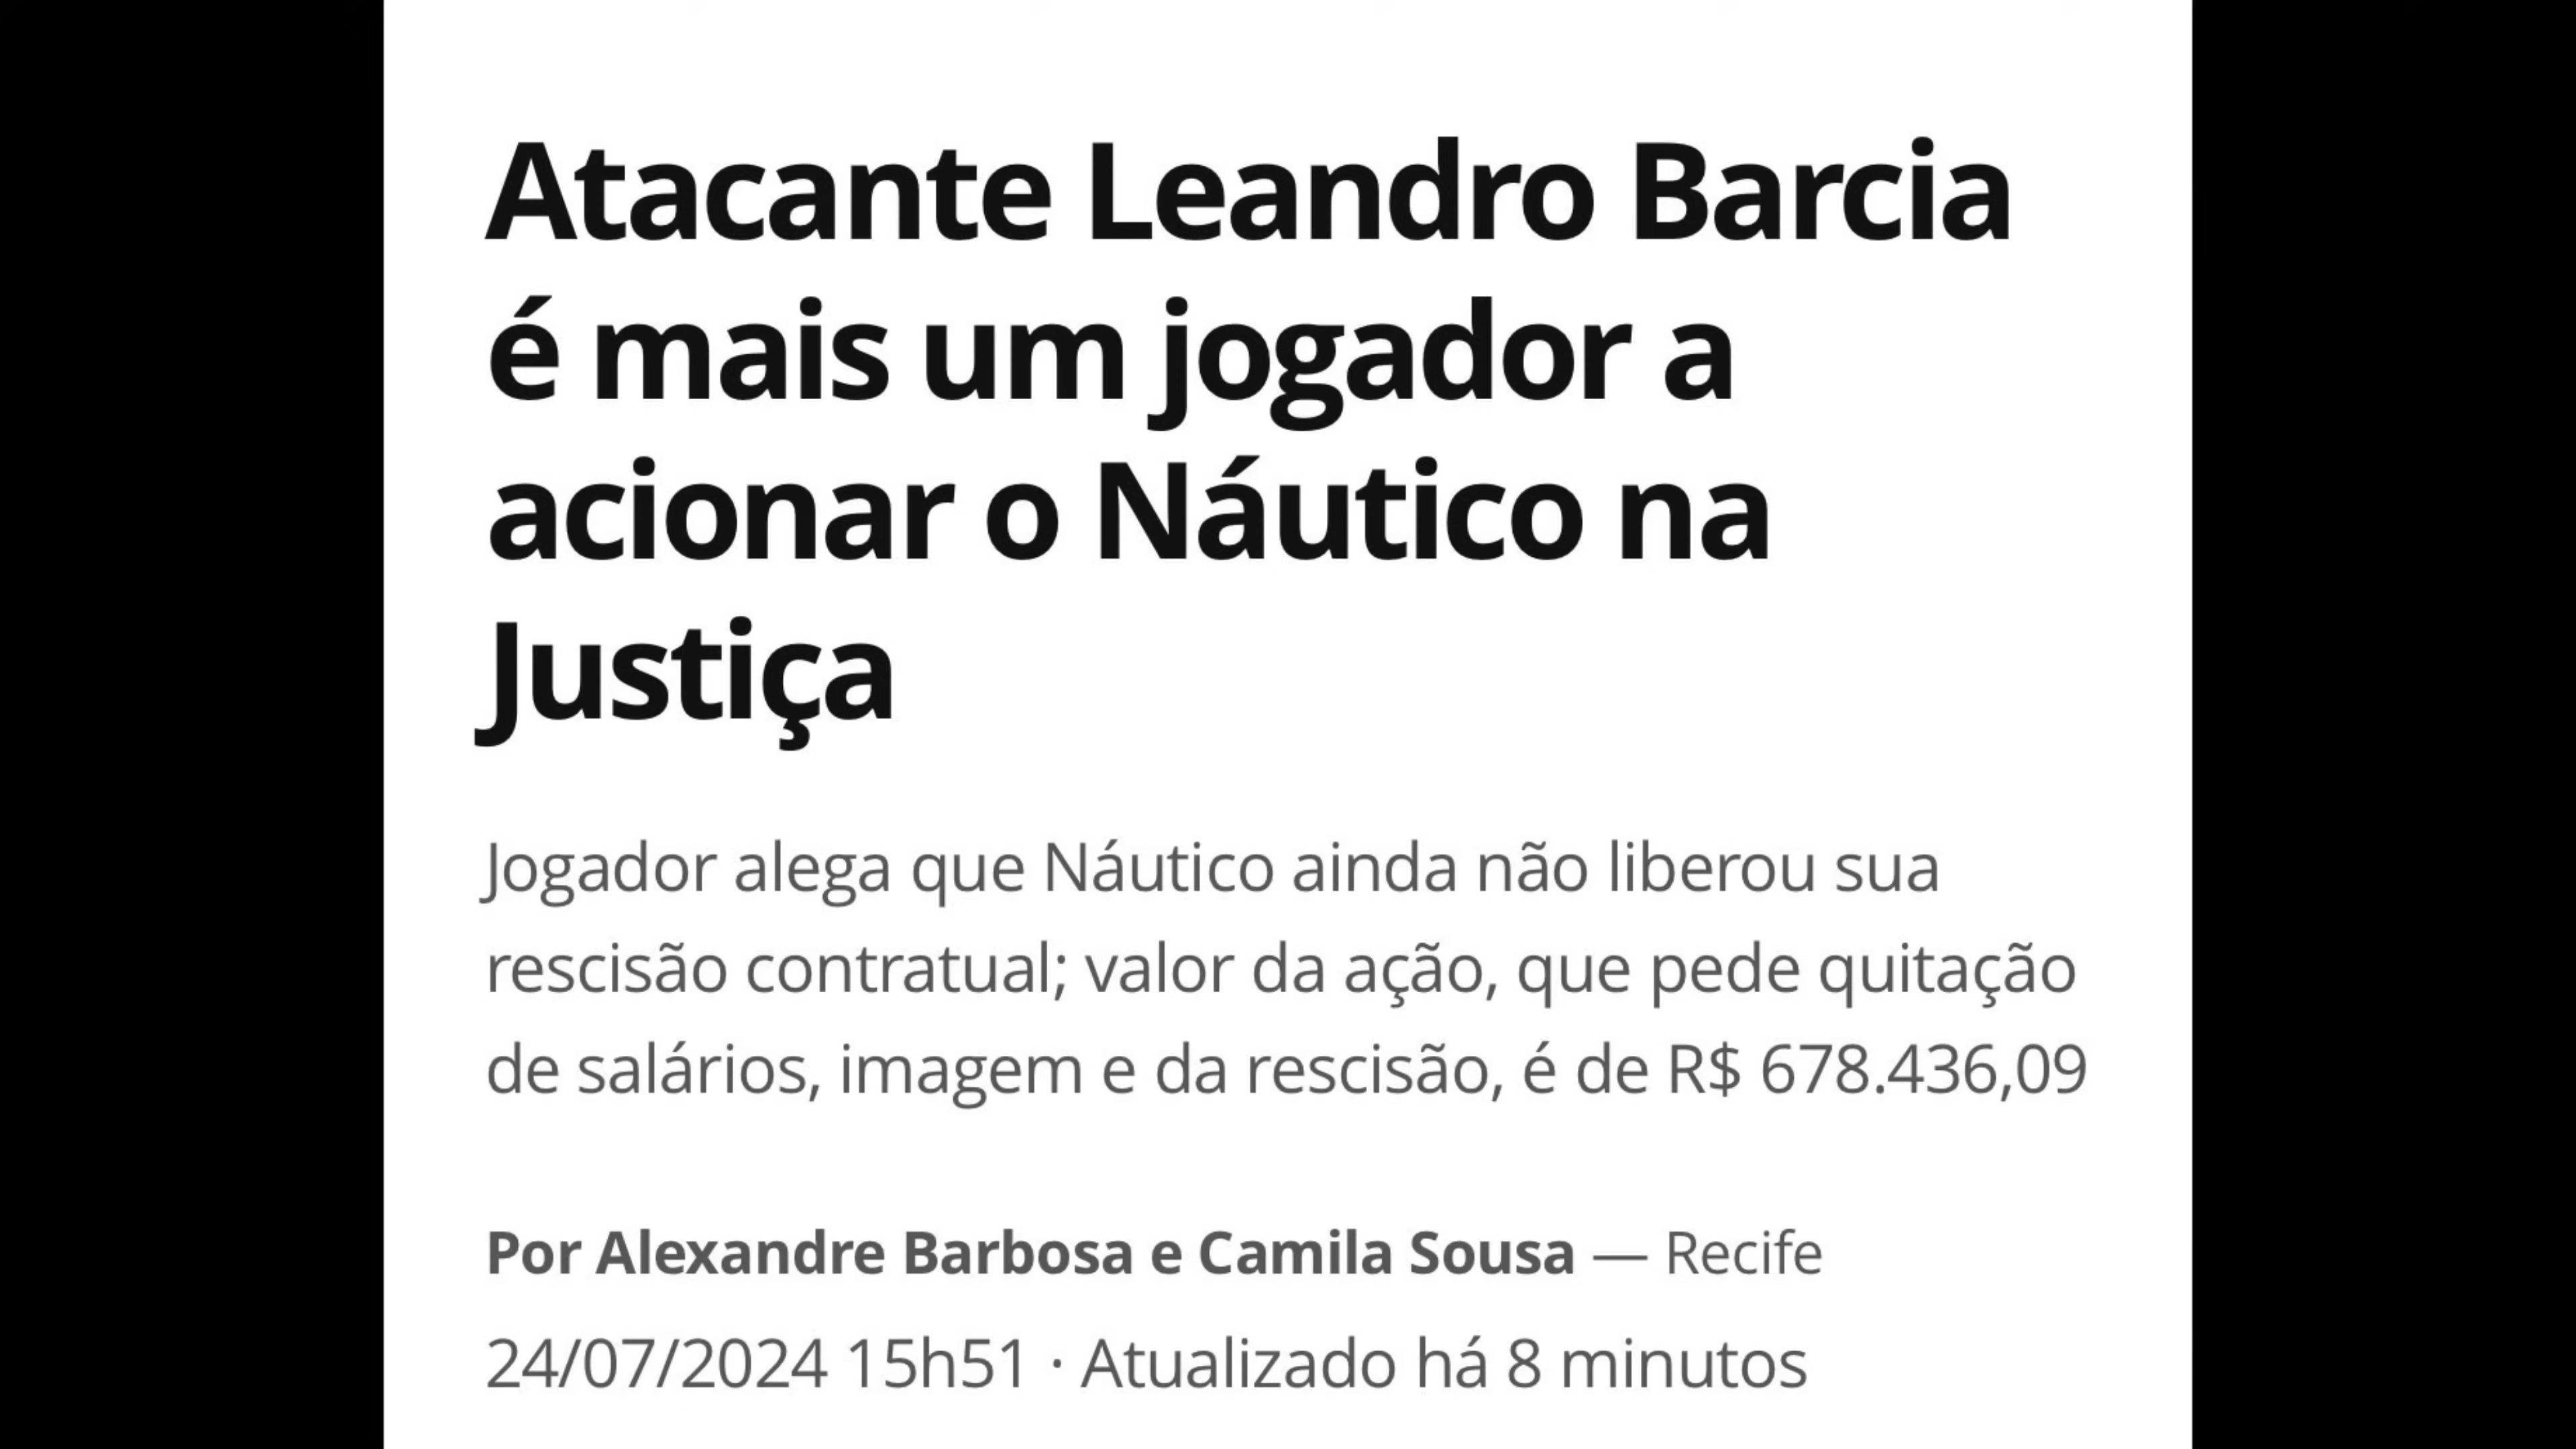 Atacante Leandro Barcia
é mais um jogador a
acionar o Náutico na
Justiça
Jogador alega que Náutico ainda não liberou sua
rescisão contratual; valor da ação, que pede quitação
de salários, imagem e da rescisão, é de R$ 678.436,09
Por Alexandre Barbosa e Camila Sousa — Recife
24/07/2024 15h51 · Atualizado há 8 minutos